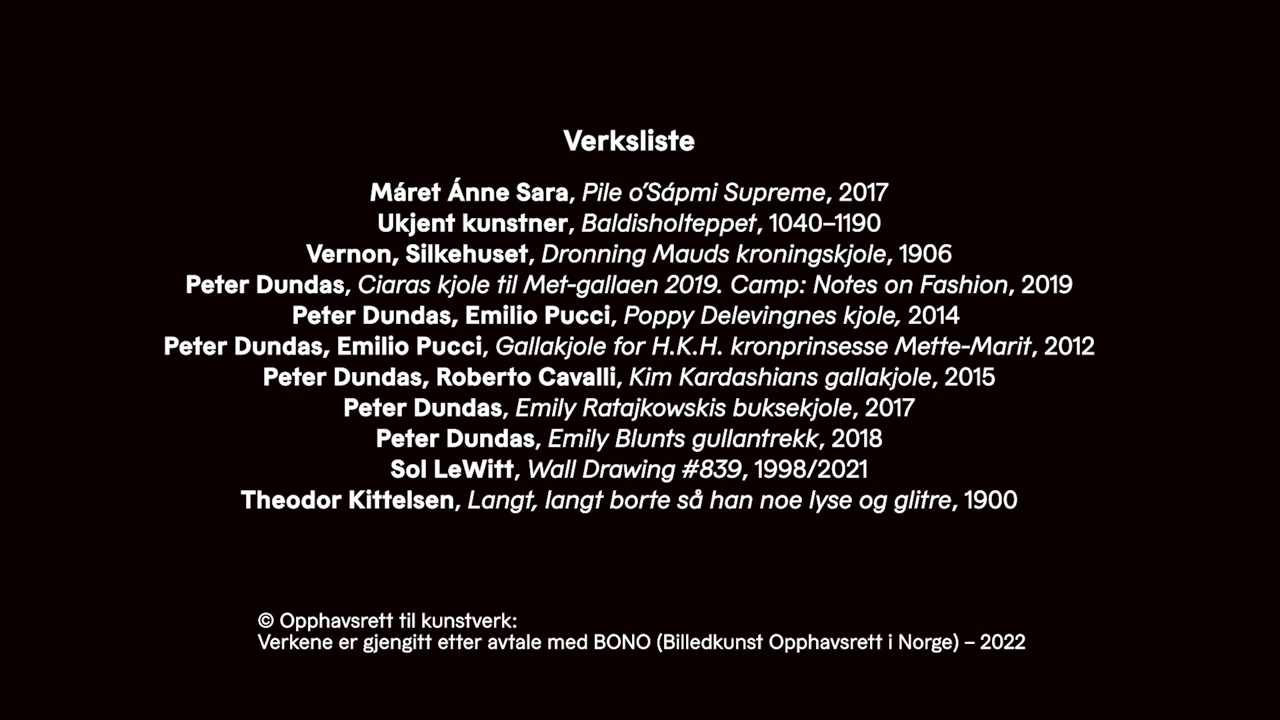 Verksliste
Máret Ánne Sara, Pile o'Sápmi Supreme, 2017
Ukjent kunstner, Baldisholteppet, 1040–1190
Vernon, Silkehuset, Dronning Mauds kroningskjole, 1906
Peter Dundas, Ciaras kjole til Met-gallaen 2019. Camp: Notes on Fashion, 2019
Peter Dundas, Emilio Pucci, Poppy Delevingnes kjole, 2014
Peter Dundas, Emilio Pucci, Gallakjole for H.K.H. kronprinsesse Mette-Marit, 2012
Peter Dundas, Roberto Cavalli, Kim Kardashians gallakjole, 2015
Peter Dundas, Emily Ratajkowskis buksekjole, 2017
Peter Dundas, Emily Blunts gullantrekk, 2018
Sol LeWitt, Wall Drawing #839, 1998/2021
Theodor Kittelsen, Langt, langt borte så han noe lyse og glitre, 1900
© Opphavsrett til kunstverk:
Verkene er gjengitt etter avtale med BONO (Billedkunst Opphavsrett i Norge) – 2022